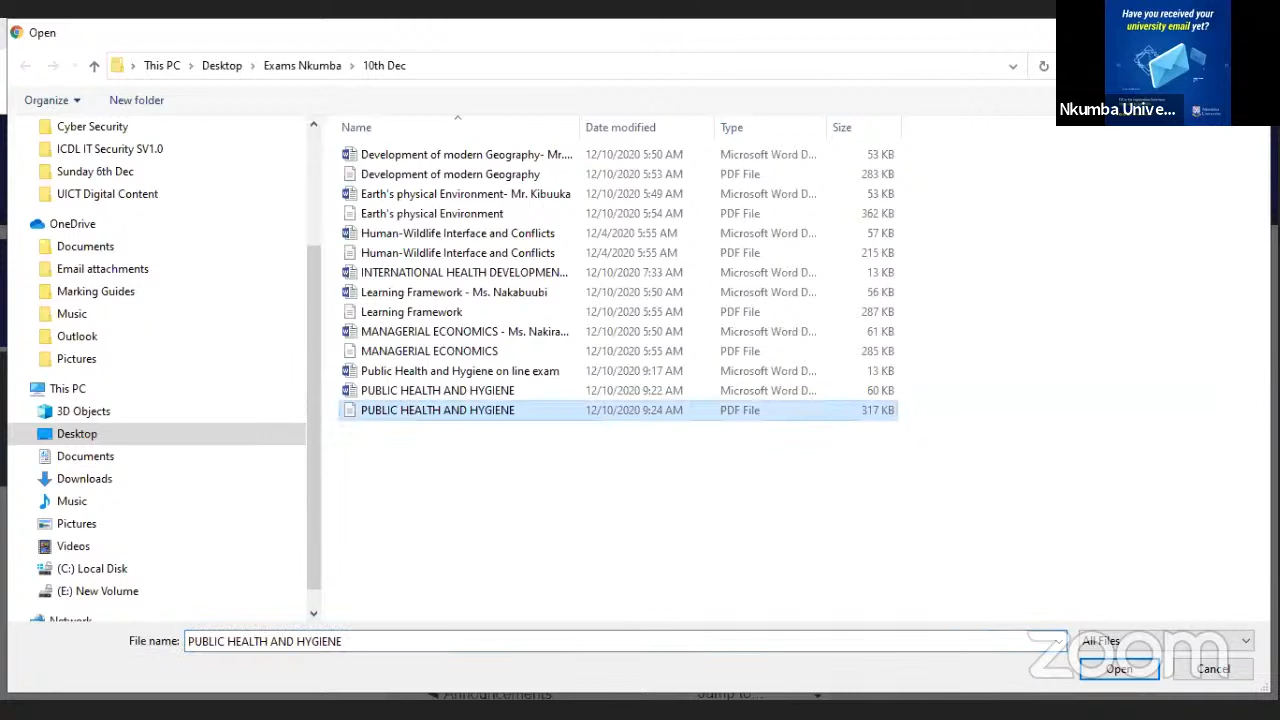 Open
Have you received your
university email yet?
Nkumba Unive...
This PC > Desktop > Exams Nkumba > 10th Dec
Organize
New folder
Cyber Security
ICDL IT Security SV1.0
Sunday 6th Dec
UICT Digital Content
OneDrive
Documents
Email attachments
Marking Guides
Music
Outlook
Pictures
This PC
3D Objects
Desktop
Documents
Downloads
Music
Pictures
Videos
(C:) Local Disk
(E:) New Volume
Network
Name Date modified Type Size
Development of modern Geography- Mr.... 12/10/2020 5:50 AM Microsoft Word D... 53 KB
Development of modern Geography 12/10/2020 5:53 AM PDF File 283 KB
Earth's physical Environment- Mr. Kibuuka 12/10/2020 5:49 AM Microsoft Word D... 53 KB
Earth's physical Environment 12/10/2020 5:54 AM PDF File 362 KB
Human-Wildlife Interface and Conflicts 12/4/2020 5:55 AM Microsoft Word D... 57 KB
Human-Wildlife Interface and Conflicts 12/4/2020 5:55 AM PDF File 215 KB
INTERNATIONAL HEALTH DEVELOPMEN... 12/10/2020 7:33 AM Microsoft Word D... 13 KB
Learning Framework - Ms. Nakabuubi 12/10/2020 5:50 AM Microsoft Word D... 56 KB
Learning Framework 12/10/2020 5:55 AM PDF File 287 KB
MANAGERIAL ECONOMICS - Ms. Nakira... 12/10/2020 5:50 AM Microsoft Word D... 61 KB
MANAGERIAL ECONOMICS 12/10/2020 5:55 AM PDF File 285 KB
Public Health and Hygiene on line exam 12/10/2020 9:17 AM Microsoft Word D... 13 KB
PUBLIC HEALTH AND HYGIENE 12/10/2020 9:22 AM Microsoft Word D... 60 KB
PUBLIC HEALTH AND HYGIENE 12/10/2020 9:24 AM PDF File 317 KB
File name: PUBLIC HEALTH AND HYGIENE
All Files
zoom
Open
Cancel
Announcements
Jump to...